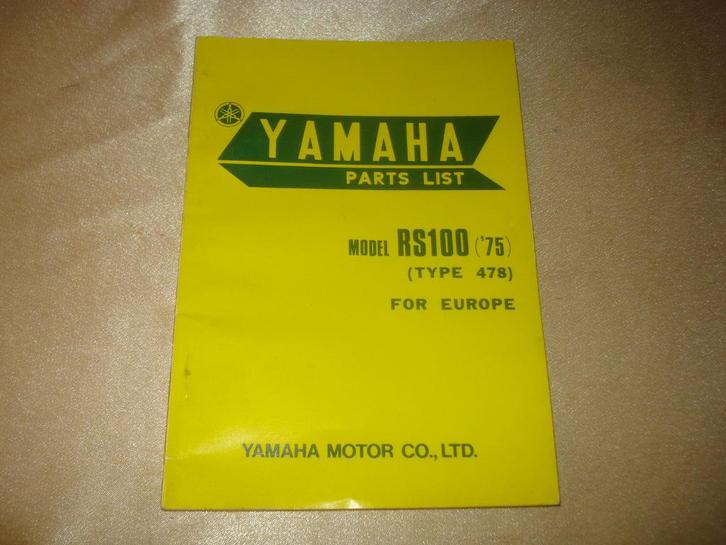 YAMAHA
PARTS LIST
MODEL RS100 ('75)
(TYPE 478)
FOR EUROPE
YAMAHA MOTOR CO., LTD.